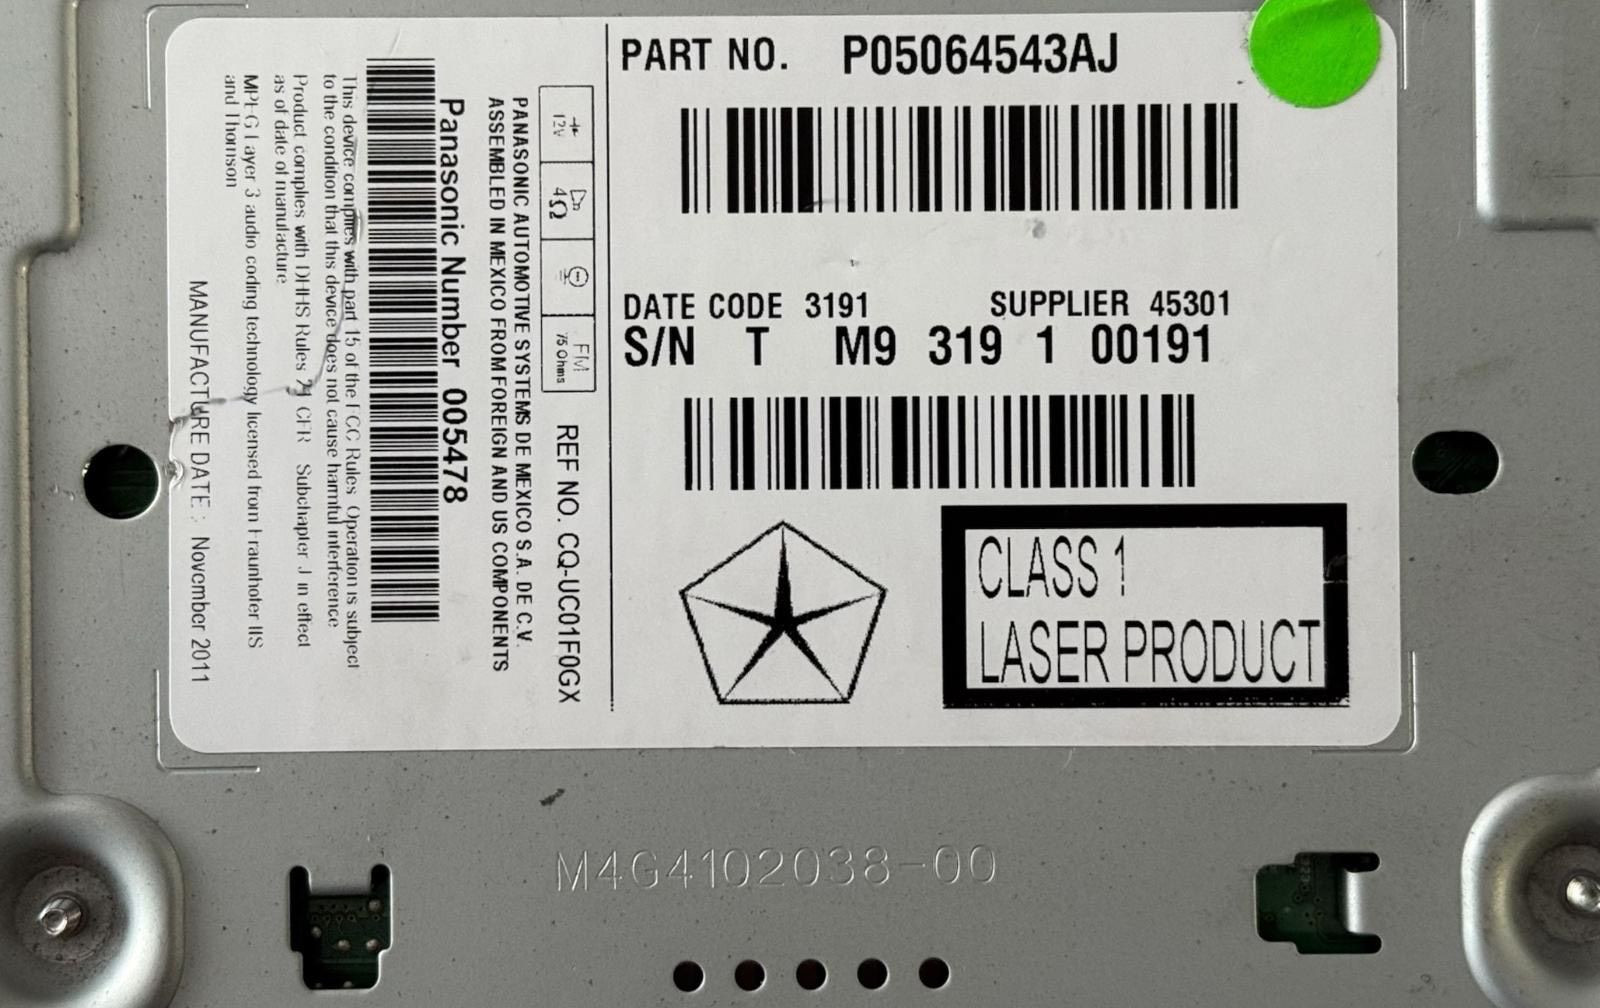 PART NO. P05064543AJ
DATE CODE 3191 SUPPLIER 45301
S/N T M9 319 1 00191
CLASS 1
LASER PRODUCT
12V
4Ω
FM
75 Ohms
REF NO. CQ-UC01F0GX
PANASONIC AUTOMOTIVE SYSTEMS DE MEXICO S.A. DE C.V.
ASSEMBLED IN MEXICO FROM FOREIGN AND US COMPONENTS
Panasonic Number 005478
This device complies with part 15 of the FCC Rules. Operation is subject
to the condition that this device does not cause harmful interference
Product complies with DHHS Rules 21 CFR Subchapter J in effect
as of date of manufacture
MPEG Layer 3 audio coding technology licensed from Fraunhofer IIS
and Thomson
MANUFACTURE DATE : November 2011
M4G4102038-00